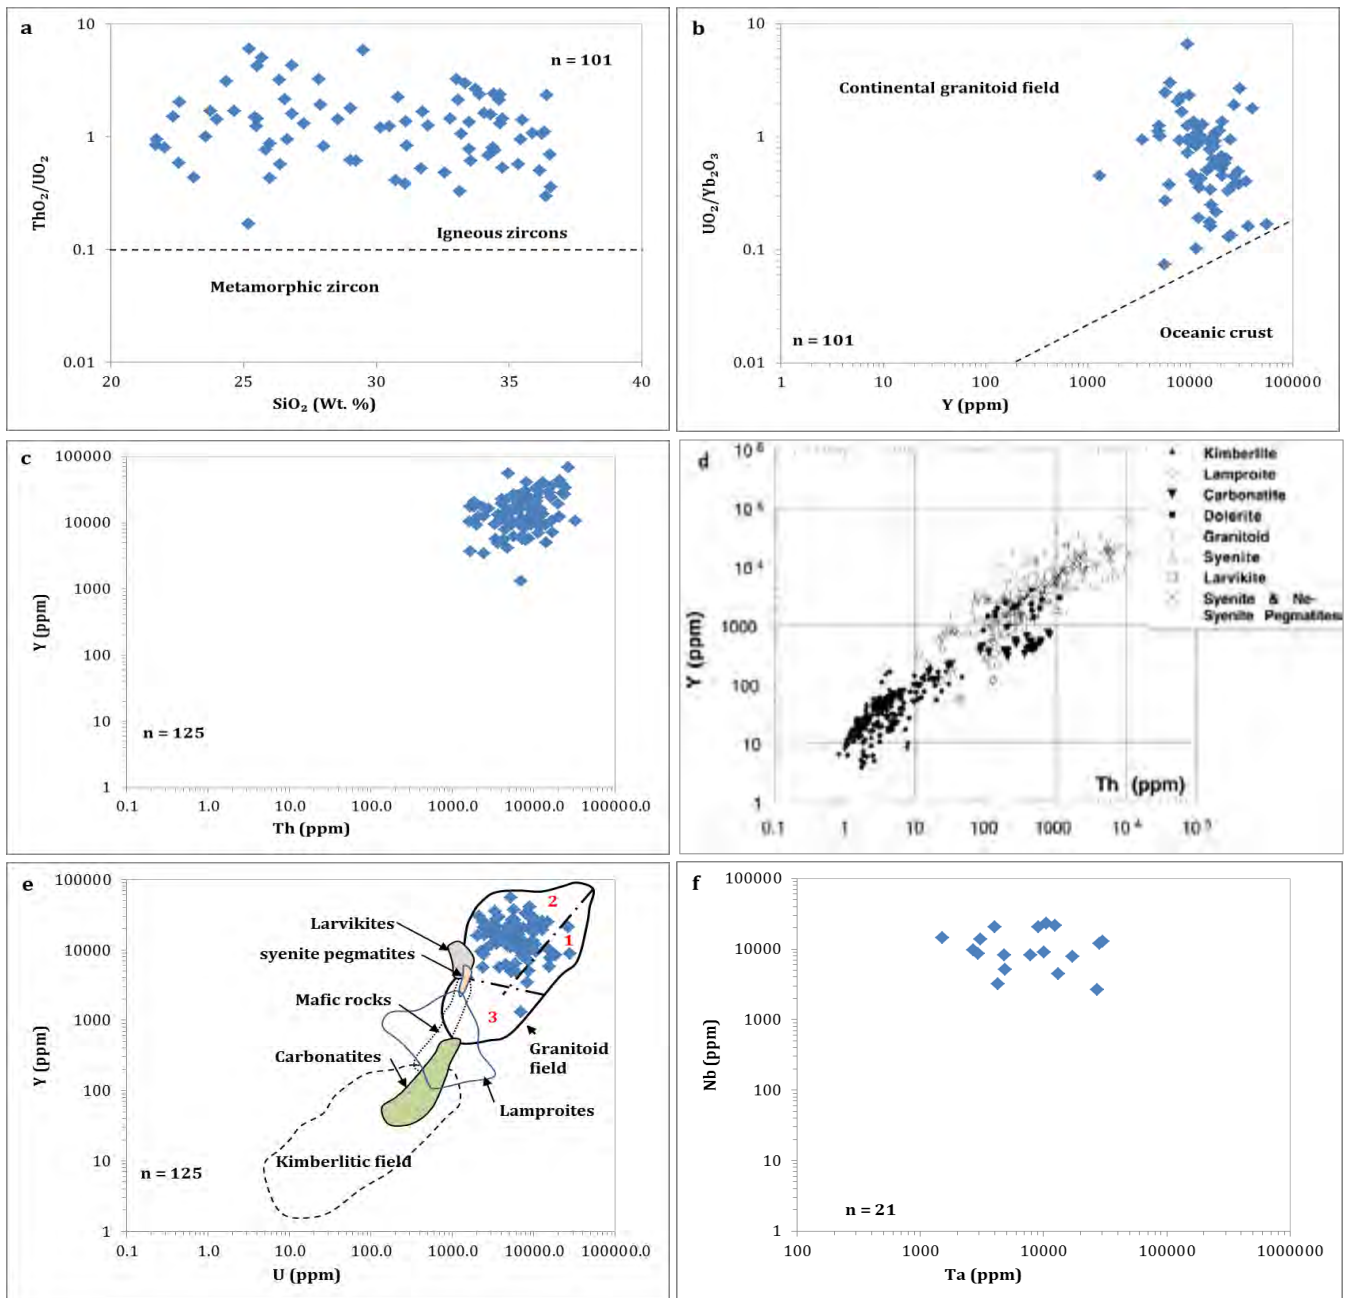 a
10
1
0.1
0.01
ThO₂/UO₂
n = 101
Igneous zircons
Metamorphic zircon
20 25 30 35 40
SiO₂ (Wt. %)
b
10
1
0.1
0.01
UO₂/Yb₂O₃
Continental granitoid field
Oceanic crust
n = 101
1 10 100 1000 10000 100000
Y (ppm)
c
100000
10000
1000
100
10
1
Y (ppm)
n = 125
0.1 1.0 10.0 100.0 1000.0 10000.0 100000.0
Th (ppm)
d
10⁶
10⁵
10⁴
1000
100
10
1
Y (ppm)
Kimberlite
Lamproite
Carbonatite
Dolerite
Granitoid
Syenite
Larvikite
Syenite & Ne-
Syenite Pegmatites
Th (ppm)
0.1 1 10 100 1000 10⁴ 10⁵
e
100000
10000
1000
100
10
1
Y (ppm)
2
Larvikites
1
syenite pegmatites
Mafic rocks
3
Granitoid
field
Carbonatites
Lamproites
Kimberlitic field
n = 125
0.1 1.0 10.0 100.0 1000.0 10000.0 100000.0
U (ppm)
f
100000
10000
1000
100
10
1
Nb (ppm)
n = 21
100 1000 10000 100000 1000000
Ta (ppm)